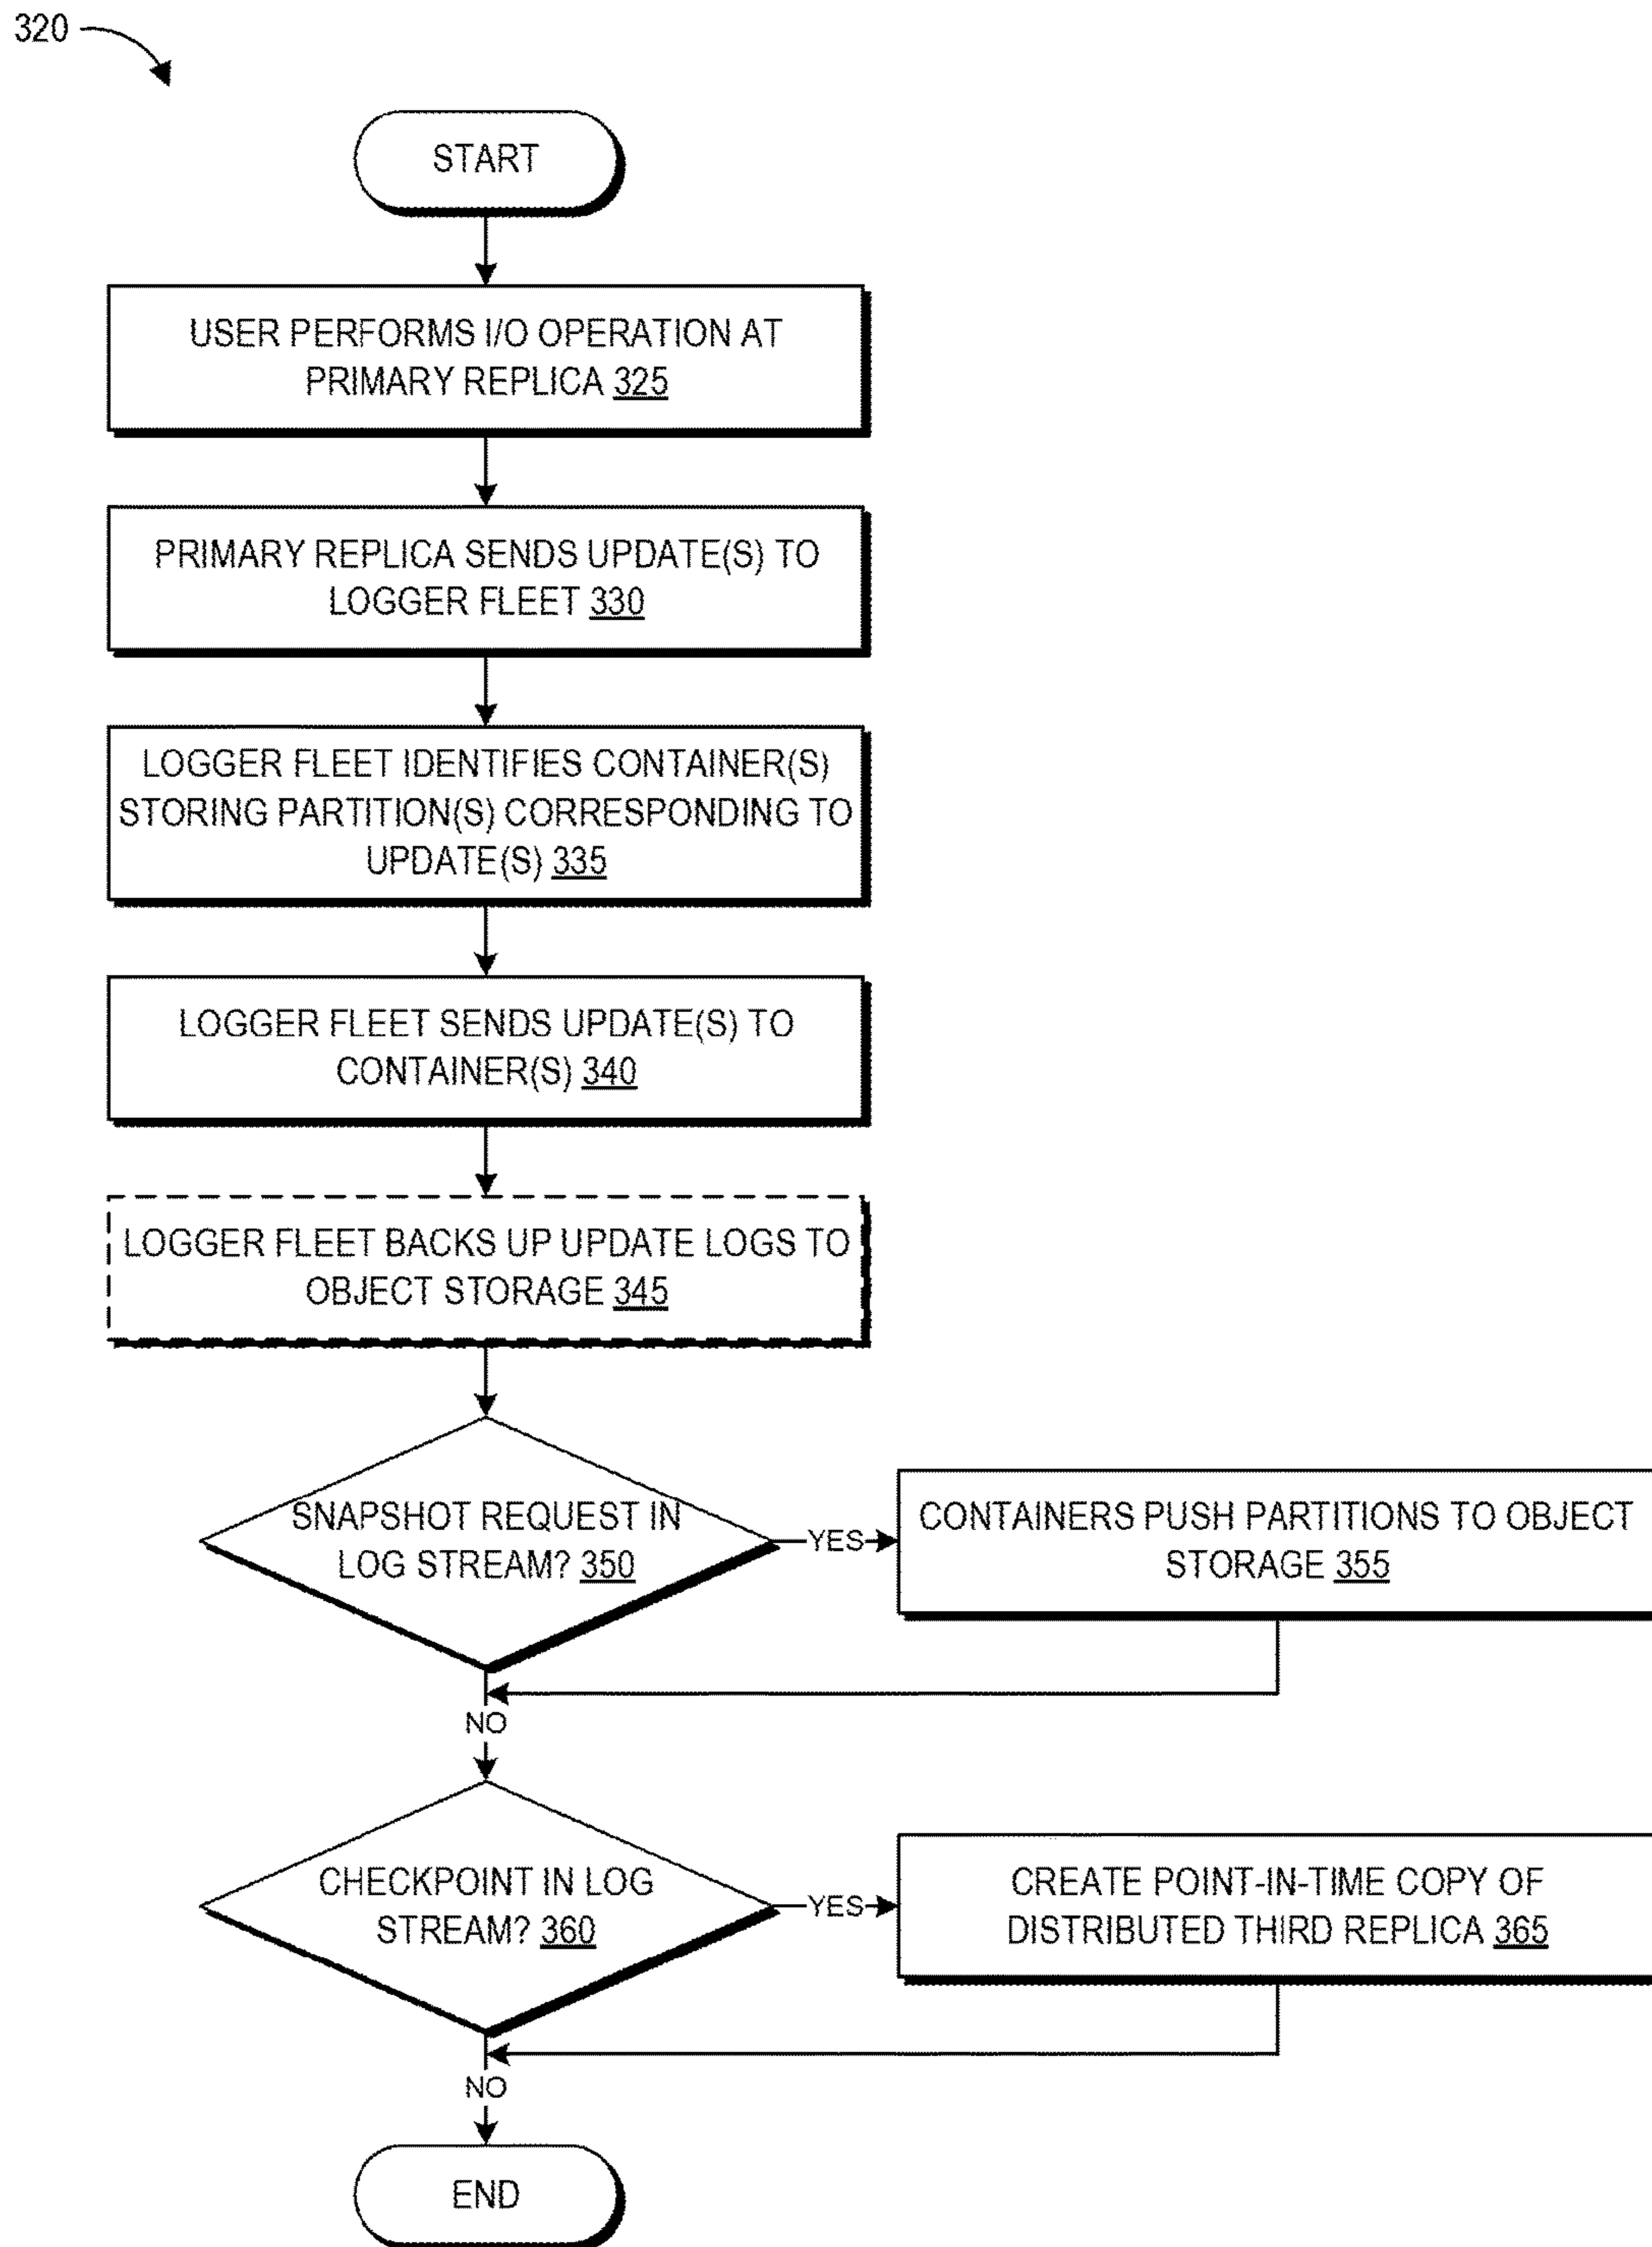 320
START
USER PERFORMS I/O OPERATION AT
PRIMARY REPLICA 325
PRIMARY REPLICA SENDS UPDATE(S) TO
LOGGER FLEET 330
LOGGER FLEET IDENTIFIES CONTAINER(S)
STORING PARTITION(S) CORRESPONDING TO
UPDATE(S) 335
LOGGER FLEET SENDS UPDATE(S) TO
CONTAINER(S) 340
LOGGER FLEET BACKS UP UPDATE LOGS TO
OBJECT STORAGE 345
SNAPSHOT REQUEST IN
LOG STREAM? 350
YES
CONTAINERS PUSH PARTITIONS TO OBJECT
STORAGE 355
NO
CHECKPOINT IN LOG
STREAM? 360
YES
CREATE POINT-IN-TIME COPY OF
DISTRIBUTED THIRD REPLICA 365
NO
END